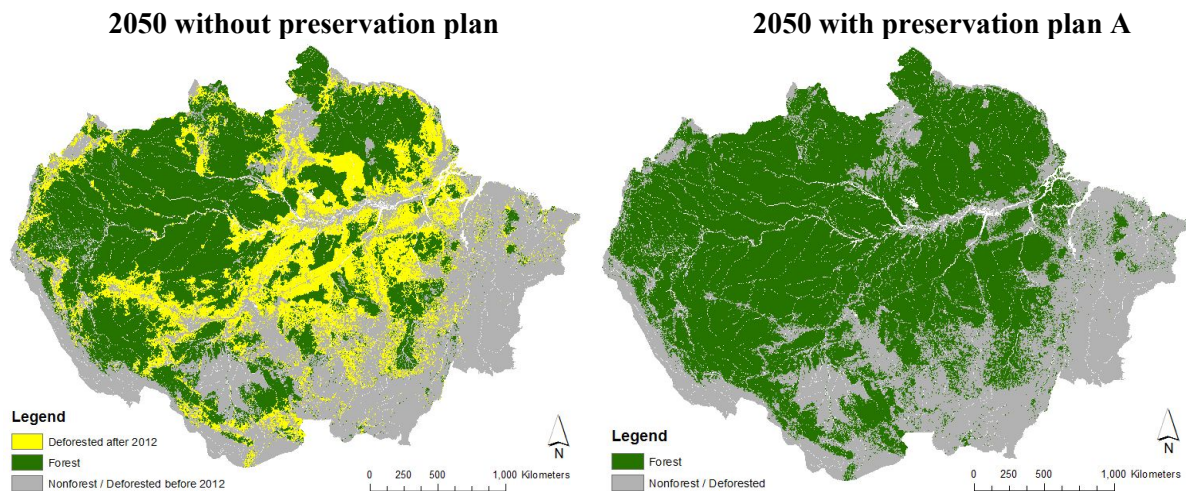 2050 without preservation plan
2050 with preservation plan A
Legend
Deforested after 2012
Forest
Nonforest / Deforested before 2012
N
0 250 500 1,000 Kilometers
Legend
Forest
Nonforest / Deforested
N
0 250 500 1,000 Kilometers